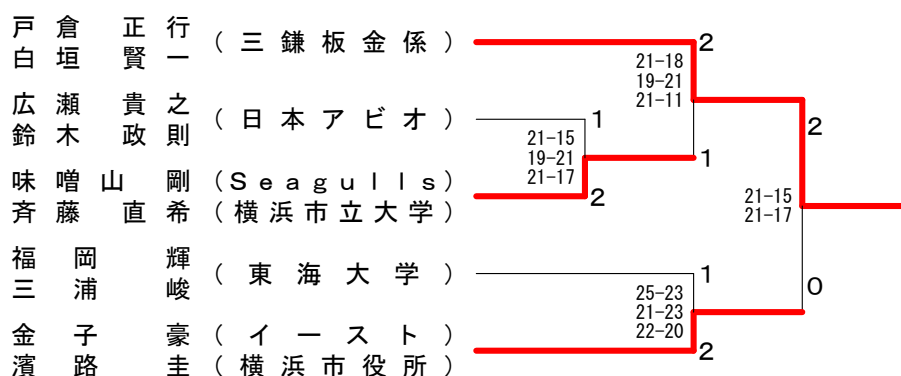 戸倉 正行
白垣 賢一
(三鎌板金係)
広瀬 貴之
鈴木 政則
(日本アビオ)
味噌山 剛 (Seagulls)
斉藤 直希 (横浜市立大学)
福岡 輝
三浦 峻
(東海大学)
金子 豪 (イースト)
濱路 圭 (横浜市役所)
2
21-18
19-21
21-11
1
21-15
19-21
21-17
2
1
2
21-15
21-17
0
1
25-23
21-23
22-20
2